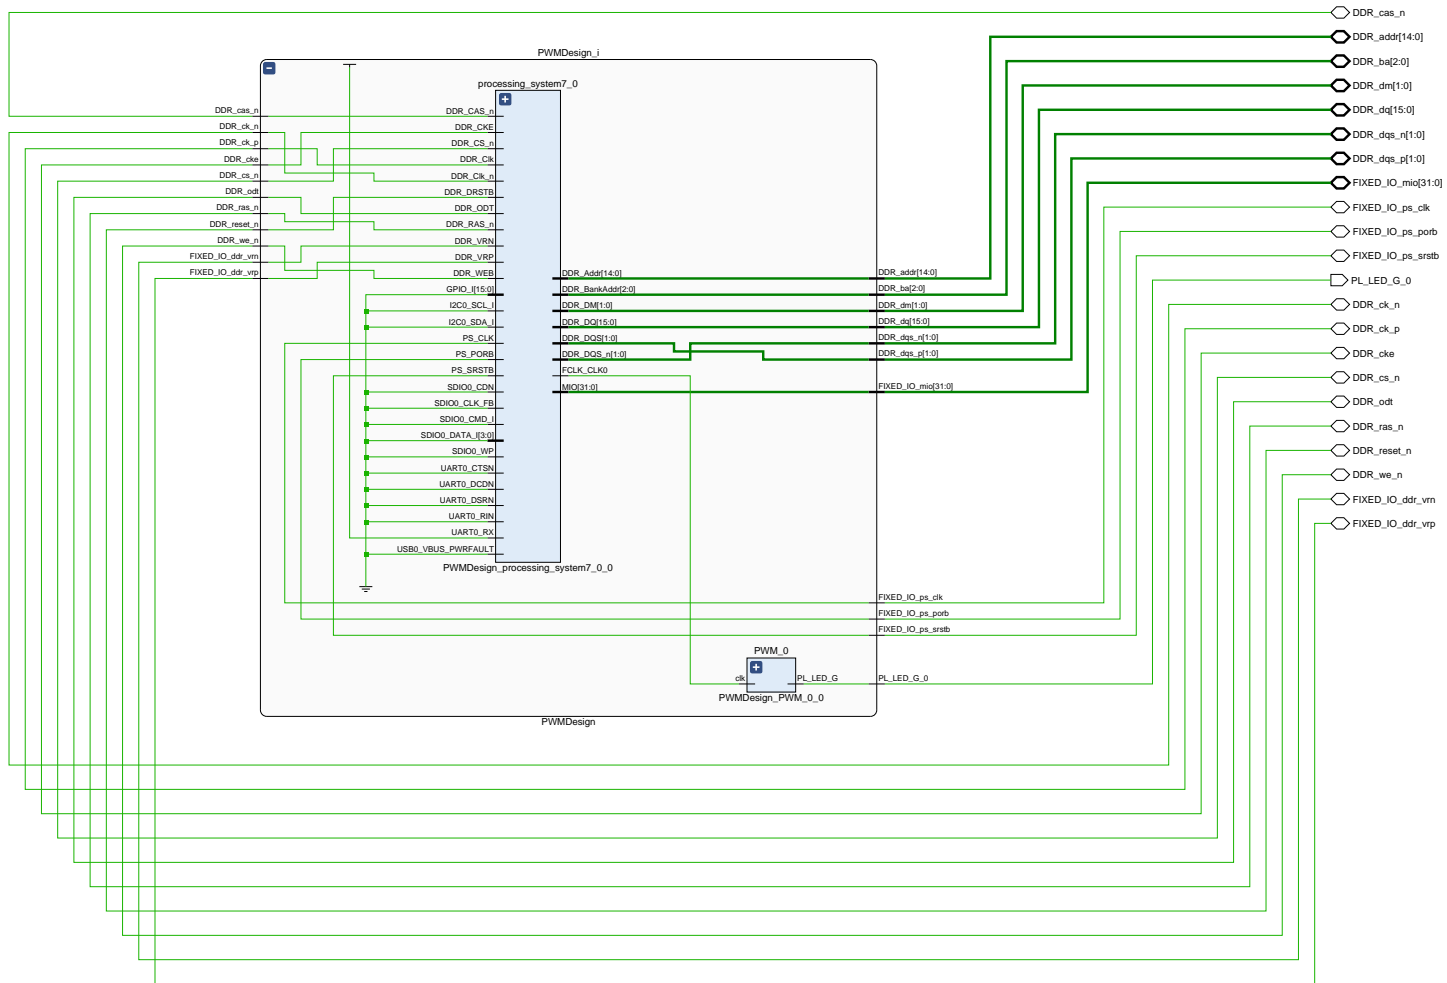 DDR_cas_n
DDR_addr[14:0]
DDR_ba[2:0]
DDR_dm[1:0]
DDR_dq[15:0]
DDR_dqs_n[1:0]
DDR_dqs_p[1:0]
FIXED_IO_mio[31:0]
FIXED_IO_ps_clk
FIXED_IO_ps_porb
FIXED_IO_ps_srstb
PL_LED_G_0
DDR_ck_n
DDR_ck_p
DDR_cke
DDR_cs_n
DDR_odt
DDR_ras_n
DDR_reset_n
DDR_we_n
FIXED_IO_ddr_vrn
FIXED_IO_ddr_vrp
PWMDesign_i
processing_system7_0
DDR_cas_n
DDR_ck_n
DDR_ck_p
DDR_cke
DDR_cs_n
DDR_odt
DDR_ras_n
DDR_reset_n
DDR_we_n
FIXED_IO_ddr_vrn
FIXED_IO_ddr_vrp
DDR_CAS_n
DDR_CKE
DDR_CS_n
DDR_Clk
DDR_Clk_n
DDR_DRSTB
DDR_ODT
DDR_RAS_n
DDR_VRN
DDR_VRP
DDR_WEB
GPIO_I[15:0]
I2C0_SCL_I
I2C0_SDA_I
PS_CLK
PS_PORB
PS_SRSTB
SDIO0_CDN
SDIO0_CLK_FB
SDIO0_CMD_I
SDIO0_DATA_I[3:0]
SDIO0_WP
UART0_CTSN
UART0_DCDN
UART0_DSRN
UART0_RIN
UART0_RX
USB0_VBUS_PWRFAULT
DDR_Addr[14:0]
DDR_BankAddr[2:0]
DDR_DM[1:0]
DDR_DQ[15:0]
DDR_DQS[1:0]
DDR_DQS_n[1:0]
FCLK_CLK0
MIO[31:0]
PWMDesign_processing_system7_0_0
DDR_addr[14:0]
DDR_ba[2:0]
DDR_dm[1:0]
DDR_dq[15:0]
DDR_dqs_n[1:0]
DDR_dqs_p[1:0]
FIXED_IO_mio[31:0]
FIXED_IO_ps_clk
FIXED_IO_ps_porb
FIXED_IO_ps_srstb
PL_LED_G_0
PWM_0
clk
PL_LED_G
PWMDesign_PWM_0_0
PWMDesign